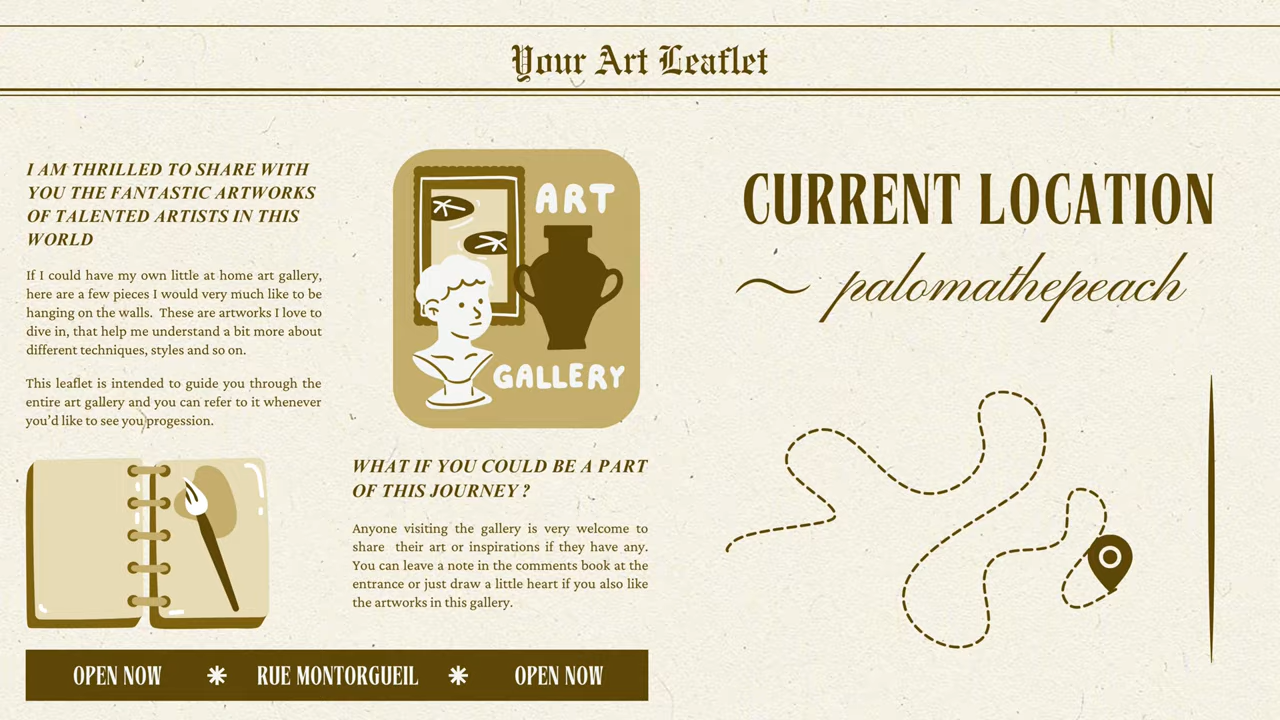 Your Art Leaflet
I AM THRILLED TO SHARE WITH
YOU THE FANTASTIC ARTWORKS
OF TALENTED ARTISTS IN THIS
WORLD
If I could have my own little at home art gallery,
here are a few pieces I would very much like to be
hanging on the walls. These are artworks I love to
dive in, that help me understand a bit more about
different techniques, styles and so on.
This leaflet is intended to guide you through the
entire art gallery and you can refer to it whenever
you'd like to see you progession.
ART
GALLERY
WHAT IF YOU COULD BE A PART
OF THIS JOURNEY ?
Anyone visiting the gallery is very welcome to
share their art or inspirations if they have any.
You can leave a note in the comments book at the
entrance or just draw a little heart if you also like
the artworks in this gallery.
OPEN NOW RUE MONTORGUEIL OPEN NOW
CURRENT LOCATION
~ palomathepeach